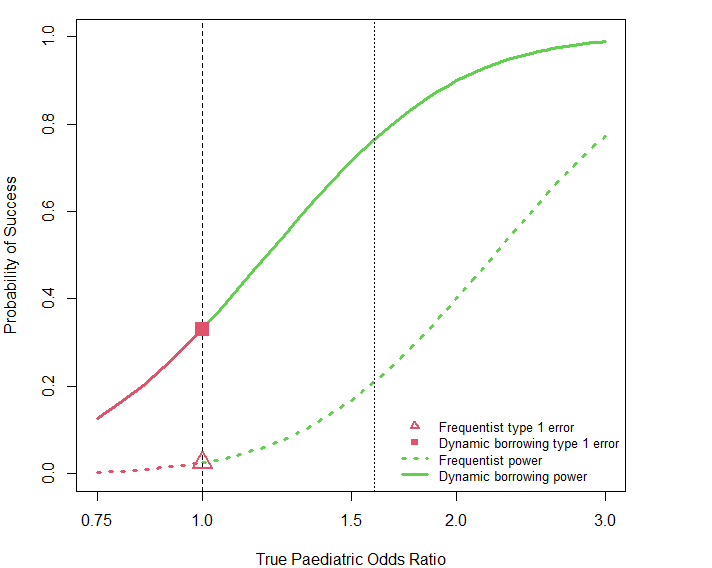 1.0
0.8
0.6
0.4
0.2
0.0
Probability of Success
Frequentist type 1 error
Dynamic borrowing type 1 error
Frequentist power
Dynamic borrowing power
0.75 1.0 1.5 2.0 3.0
True Paediatric Odds Ratio